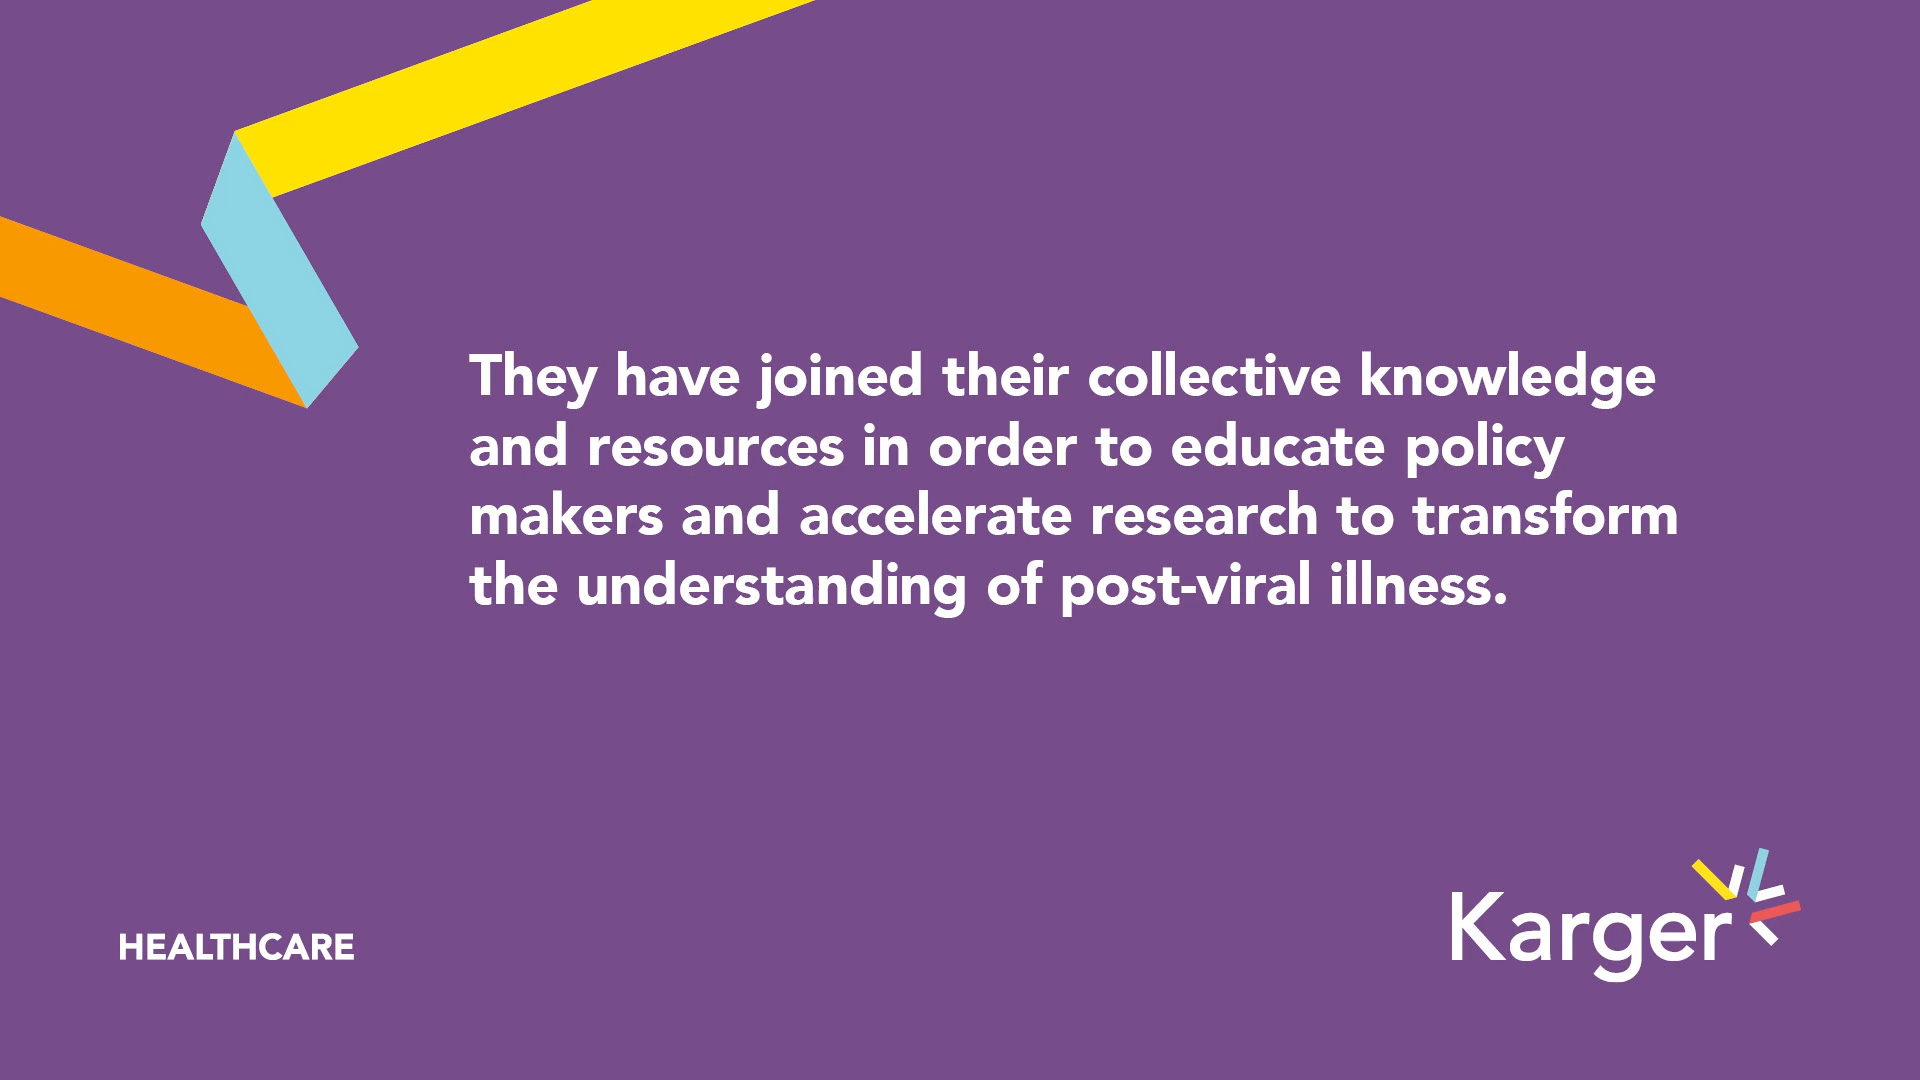 They have joined their collective knowledge
and resources in order to educate policy
makers and accelerate research to transform
the understanding of post-viral illness.
HEALTHCARE
Karger